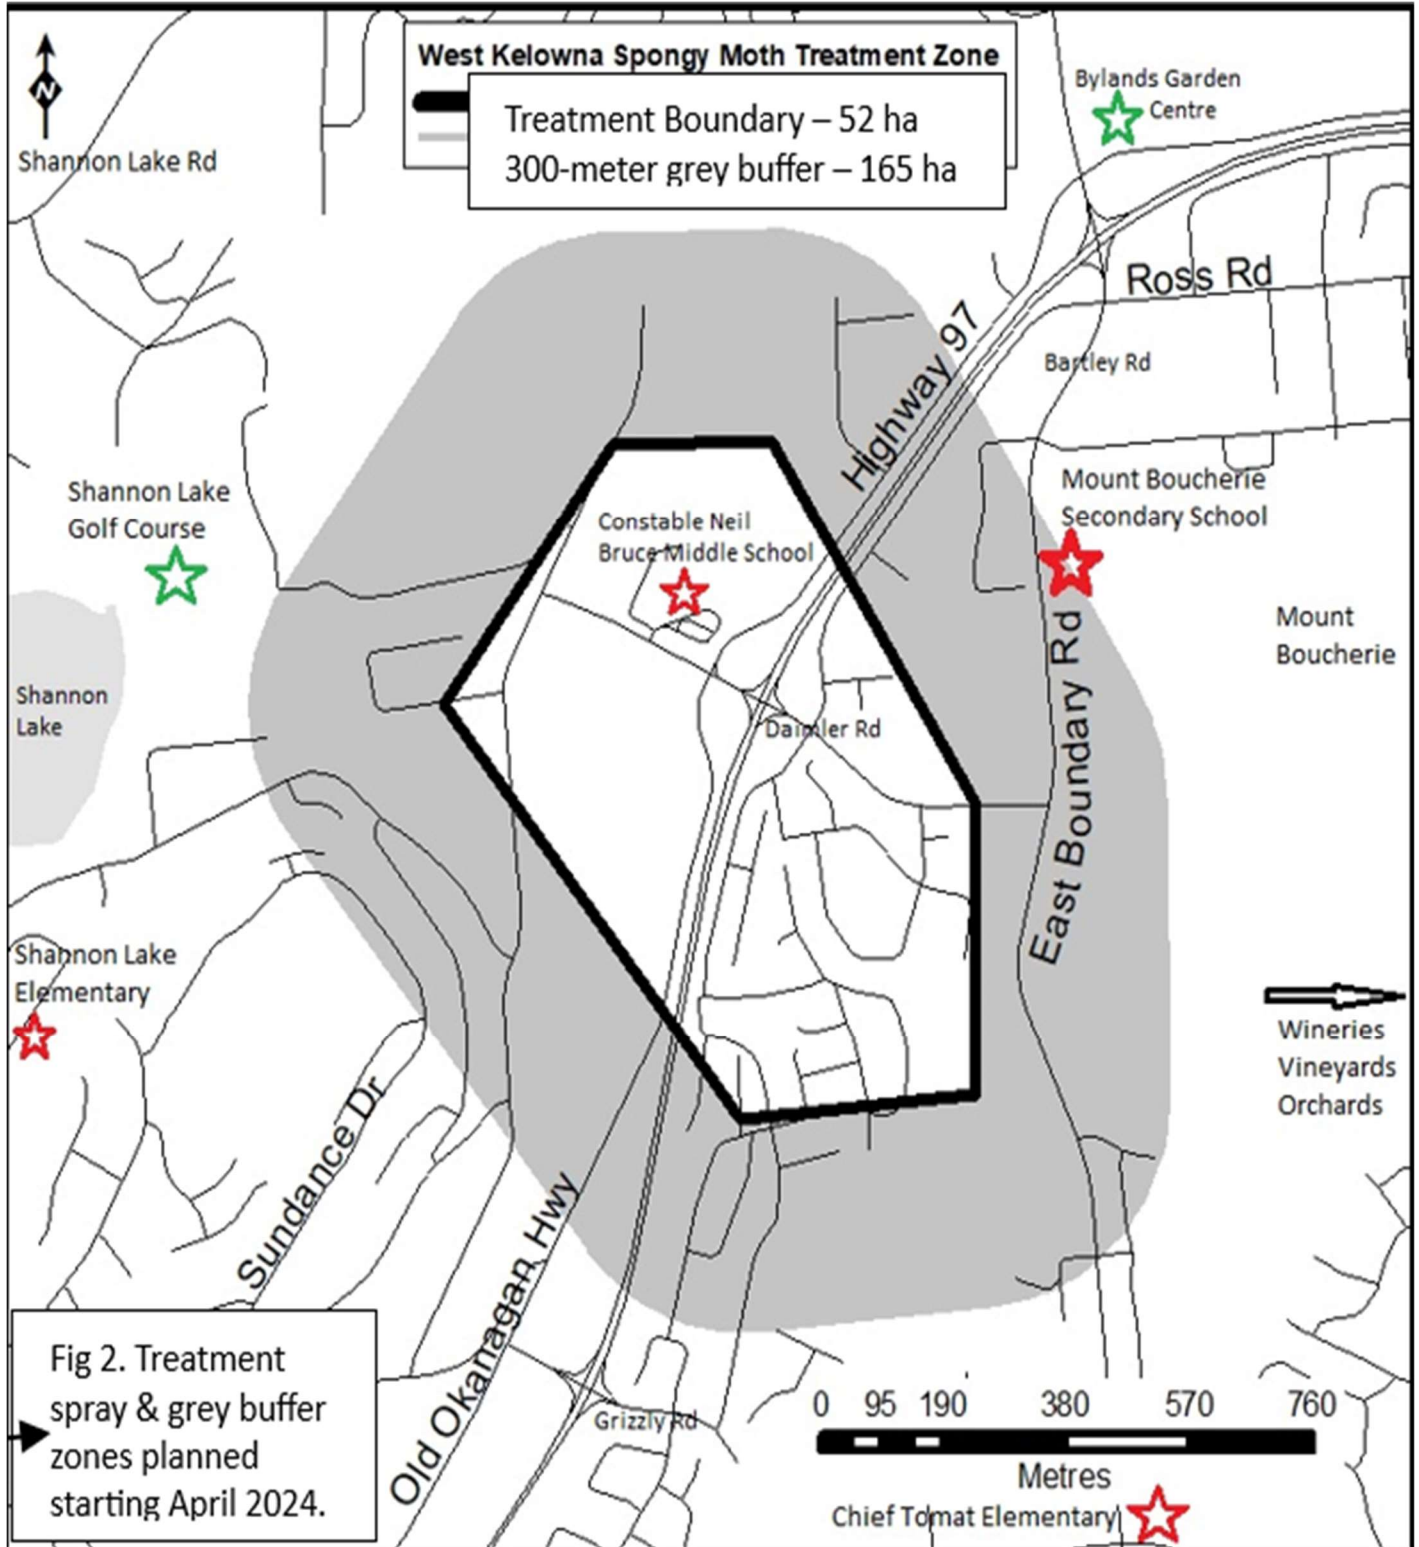 West Kelowna Spongy Moth Treatment Zone
Treatment Boundary – 52 ha
300-meter grey buffer – 165 ha
N
Shannon Lake Rd
Bylands Garden
Centre
Ross Rd
Highway 97
Bartley Rd
Shannon Lake
Golf Course
Constable Neil
Bruce Middle School
Mount Boucherie
Secondary School
Mount
Boucherie
Shannon
Lake
Daimler Rd
East Boundary Rd
Shannon Lake
Elementary
Wineries
Vineyards
Orchards
Sundance Dr
Old Okanagan Hwy
Grizzly Rd
Fig 2. Treatment
spray & grey buffer
zones planned
starting April 2024.
0 95 190 380 570 760
Metres
Chief Tomat Elementary